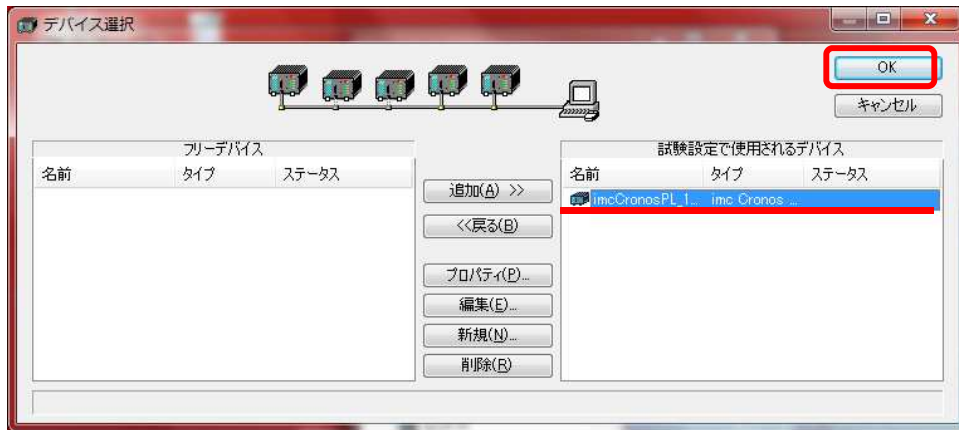 デバイス選択
OK
キャンセル
フリーデバイス
名前 タイプ ステータス
追加(A) >>
<<戻る(B)
プロパティ(P)...
編集(E)...
新規(N)...
削除(R)
試験設定で使用されるデバイス
名前 タイプ ステータス
imcCronosPL_1... imc Cronos ...